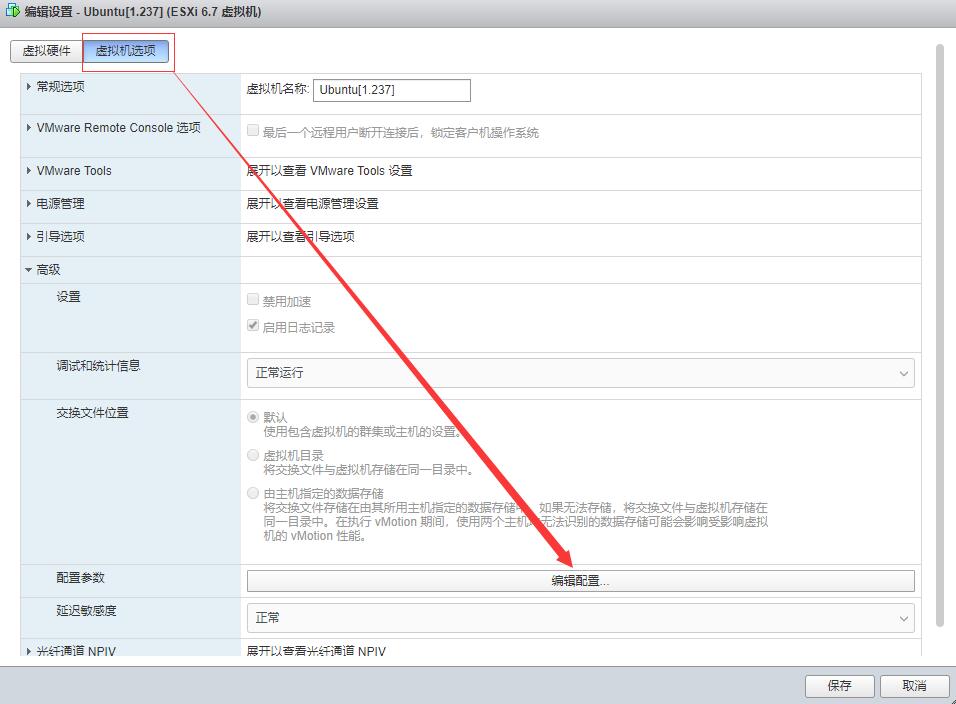 编辑设置 - Ubuntu[1.237] (ESXi 6.7 虚拟机)
虚拟硬件 虚拟机选项
常规选项 虚拟机名称: Ubuntu[1.237]
VMware Remote Console 选项 最后一个远程用户断开连接后，锁定客户机操作系统
VMware Tools 展开以查看 VMware Tools 设置
电源管理 展开以查看电源管理设置
引导选项 展开以查看引导选项
高级
设置 禁用加速
启用日志记录
调试和统计信息 正常运行
交换文件位置 默认
使用包含虚拟机的群集或主机的设置。
虚拟机目录
将交换文件与虚拟机存储在同一目录中。
由主机指定的数据存储
将交换文件存储在由其所用主机指定的数据存储中。如果无法存储，将交换文件与虚拟机存储在
同一目录中。在执行 vMotion 期间，使用两个主机均无法识别的数据存储可能会影响受影响虚拟
机的 vMotion 性能。
配置参数 编辑配置...
延迟敏感度 正常
光纤通道 NPIV 展开以查看光纤通道 NPIV
保存 取消